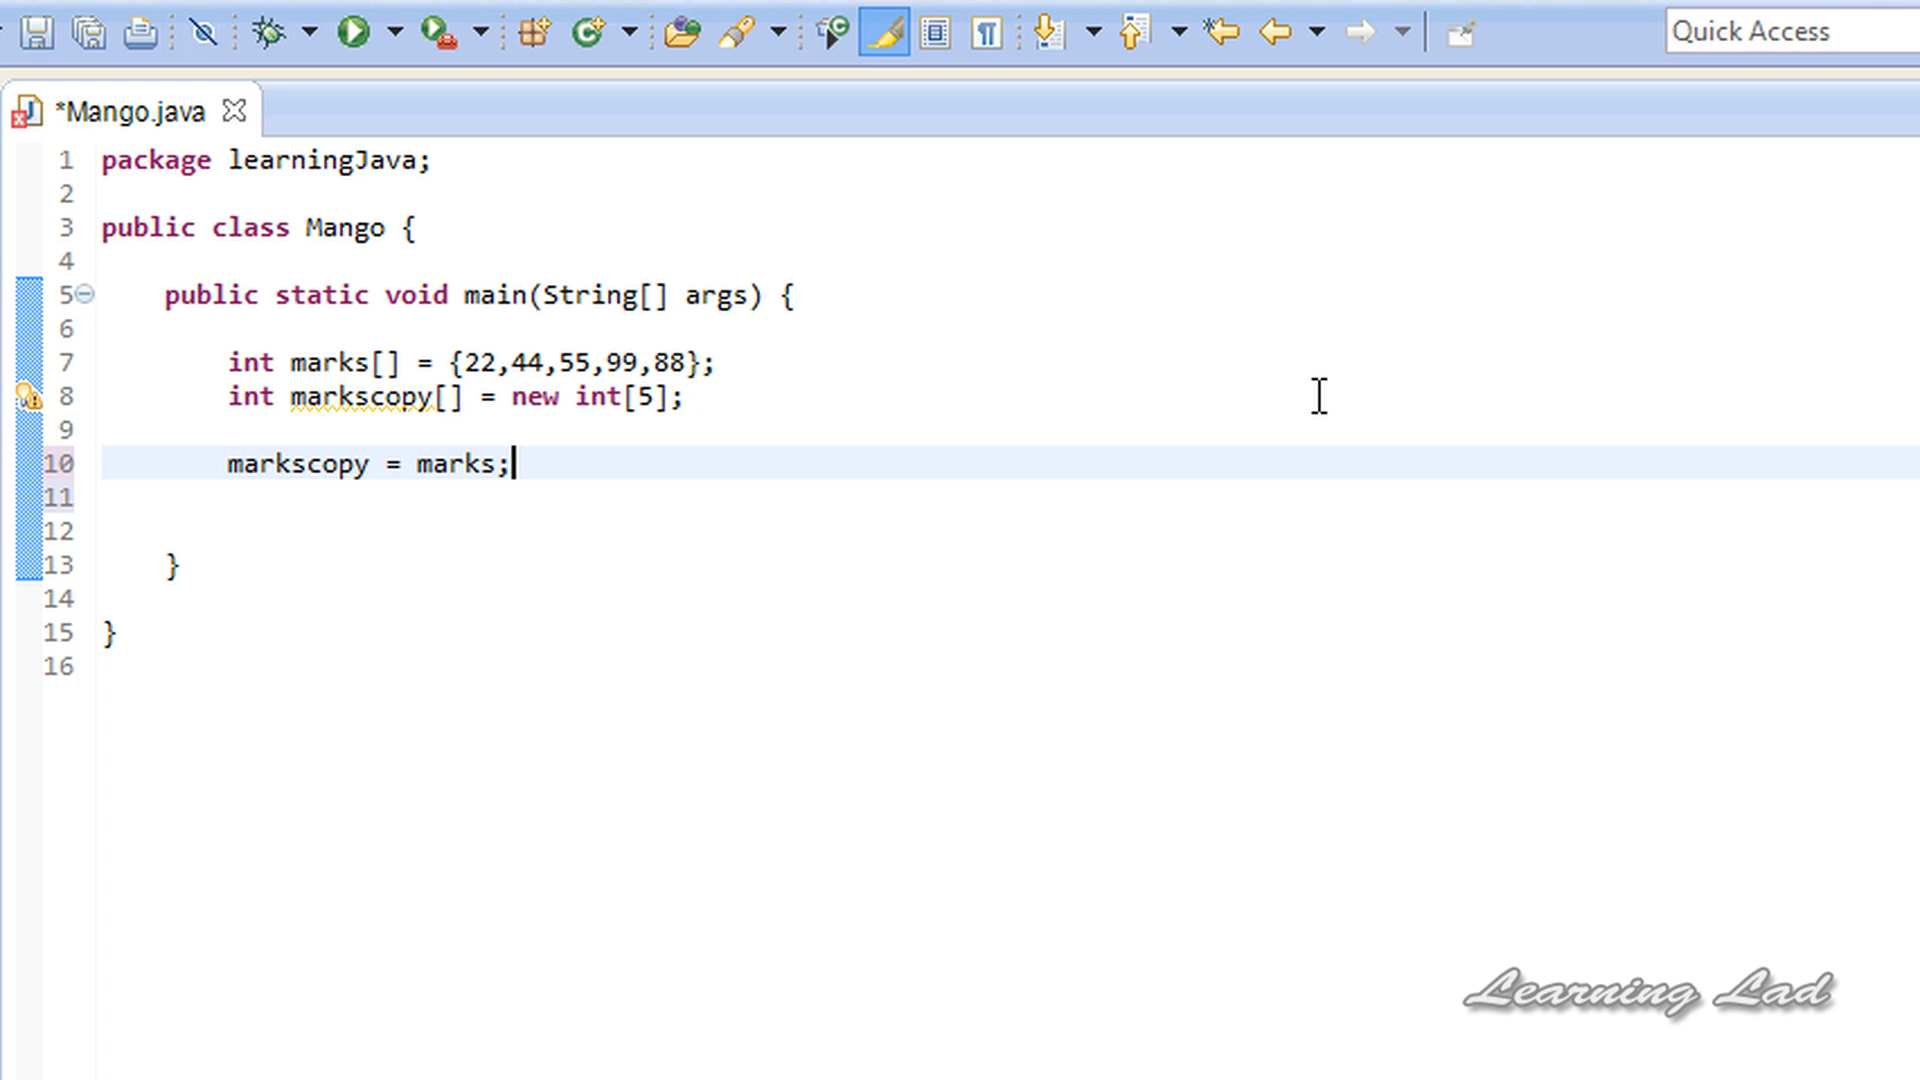 Quick Access
*Mango.java
1 package learningJava;
2
3 public class Mango {
4
5 public static void main(String[] args) {
6
7 int marks[] = {22,44,55,99,88};
8 int markscopy[] = new int[5];
9
10 markscopy = marks;
11
12
13 }
14
15 }
16
Learning Lad